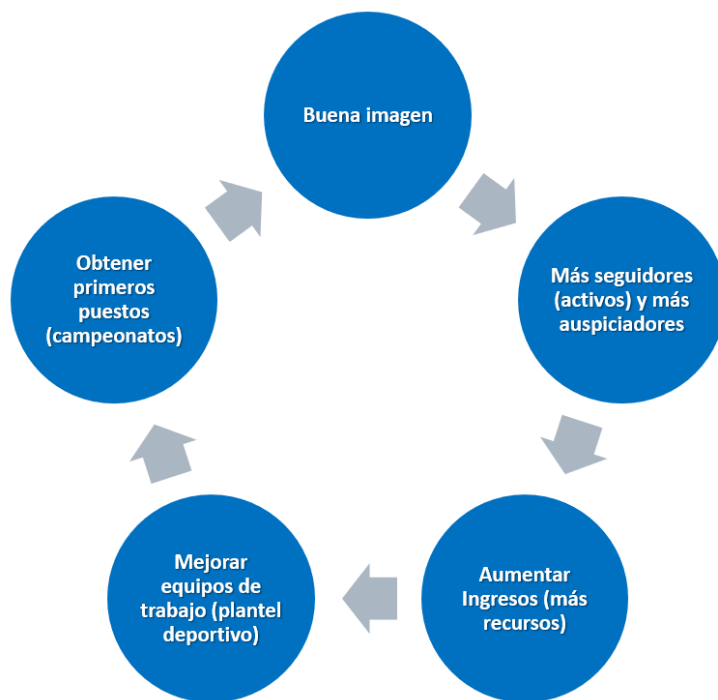 Buena imagen
Más seguidores
(activos) y más
auspiciadores
Aumentar
Ingresos (más
recursos)
Mejorar
equipos de
trabajo (plantel
deportivo)
Obtener
primeros
puestos
(campeonatos)